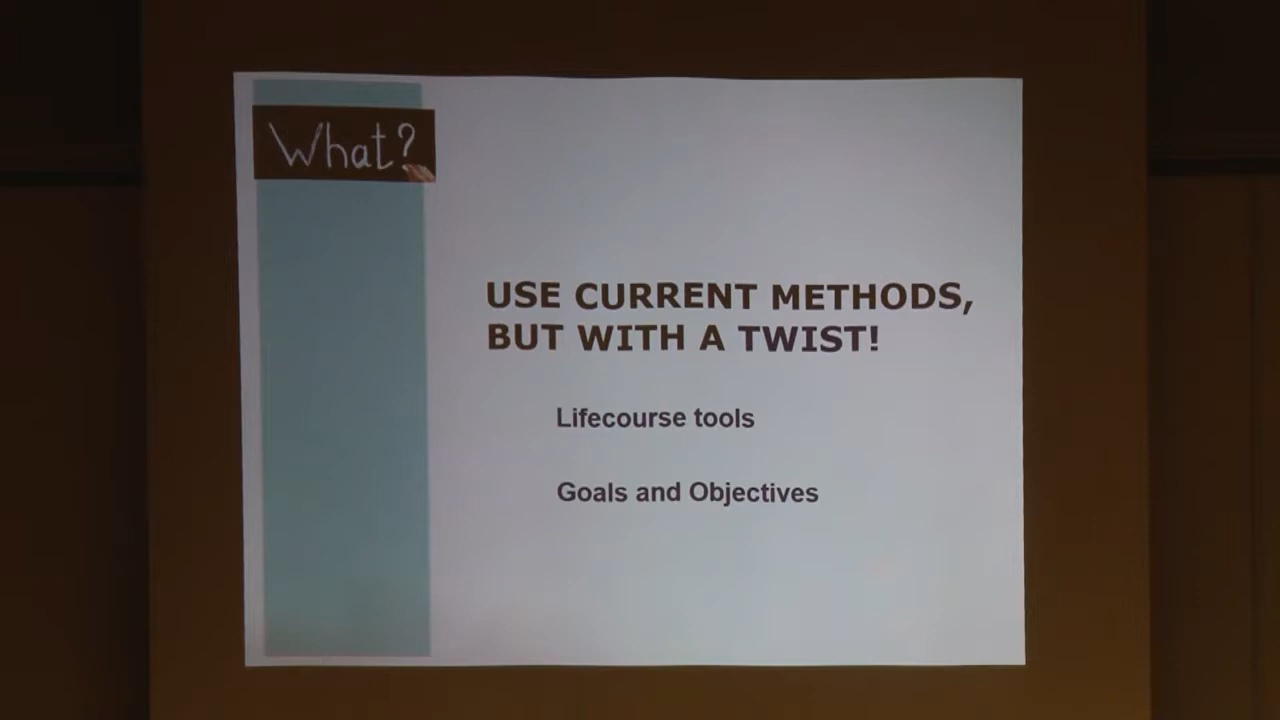 What?
USE CURRENT METHODS,
BUT WITH A TWIST!
Lifecourse tools
Goals and Objectives